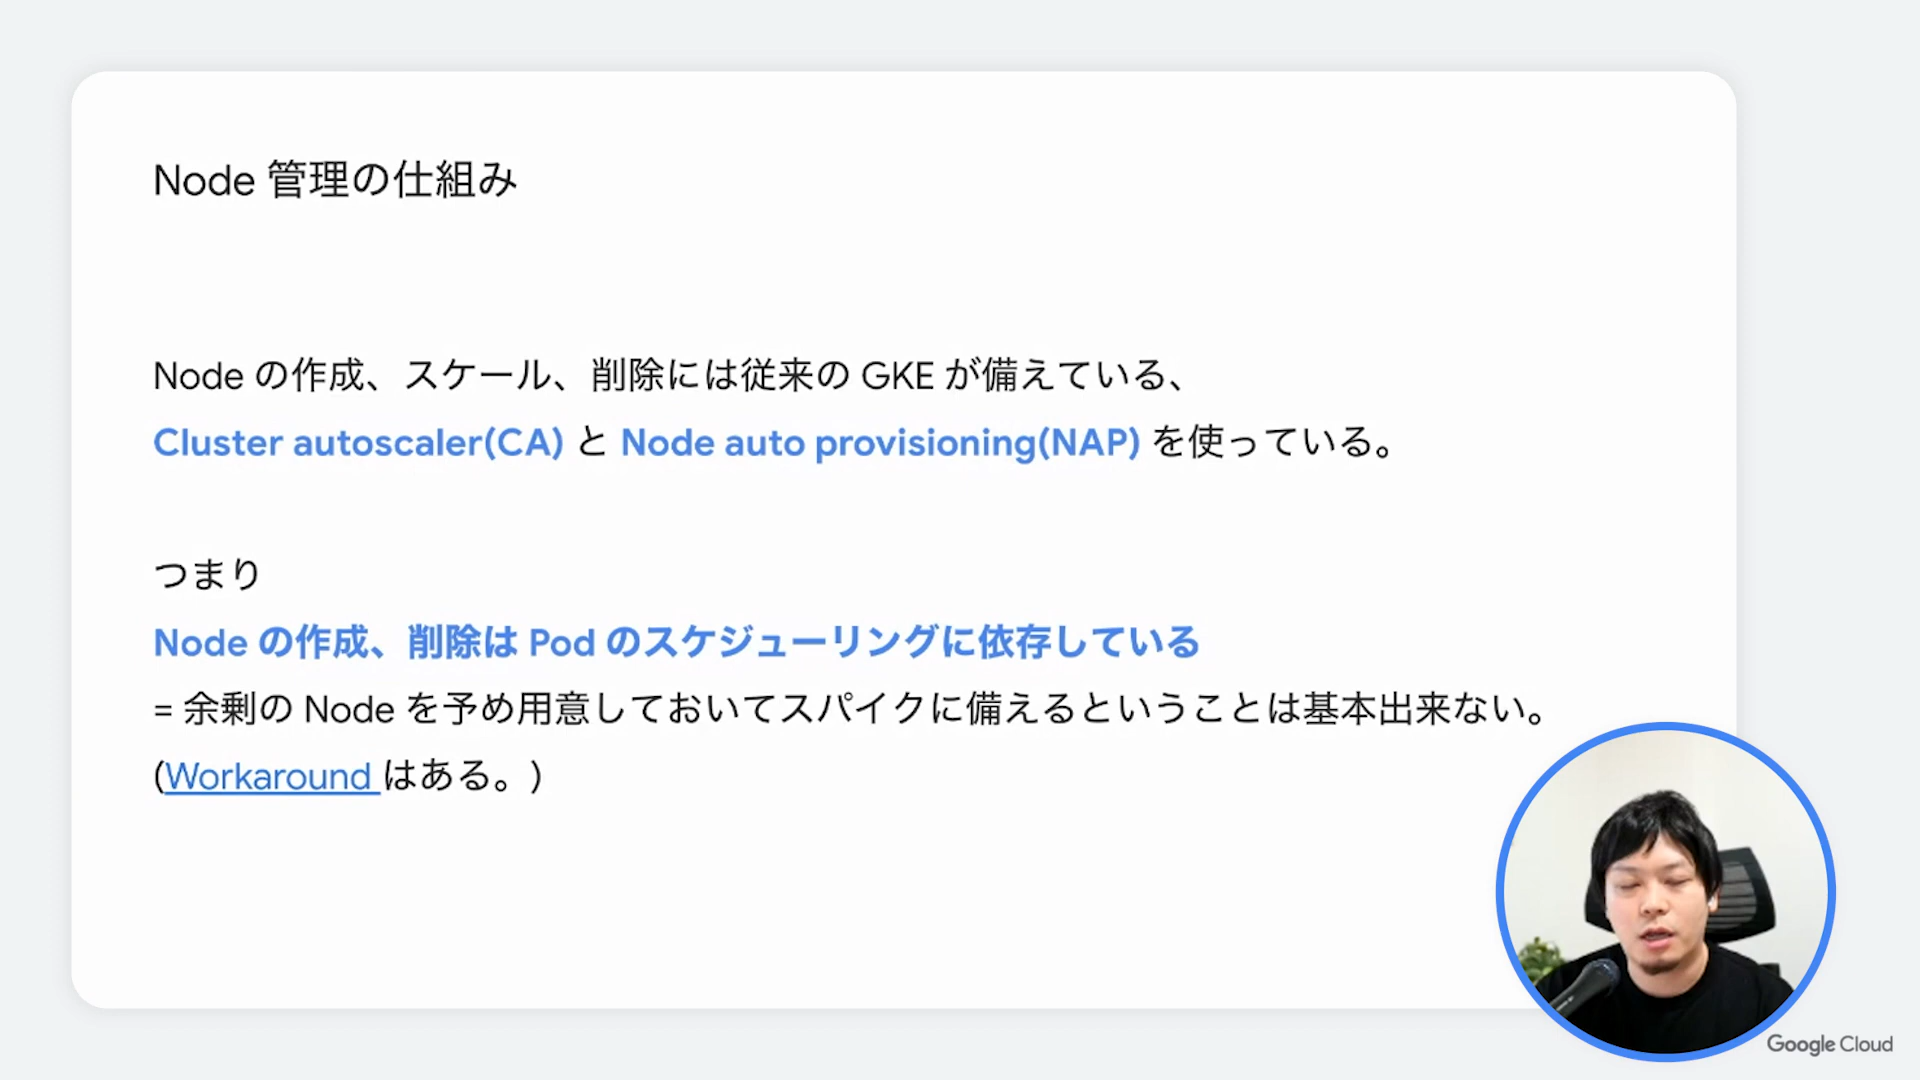 Node 管理の仕組み
Node の作成、スケール、削除には従来の GKE が備えている、
Cluster autoscaler(CA) と Node auto provisioning(NAP) を使っている。
つまり
Node の作成、削除は Pod のスケジューリングに依存している
= 余剰の Node を予め用意しておいてスパイクに備えるということは基本出来ない。
(Workaround はある。)
Google Cloud